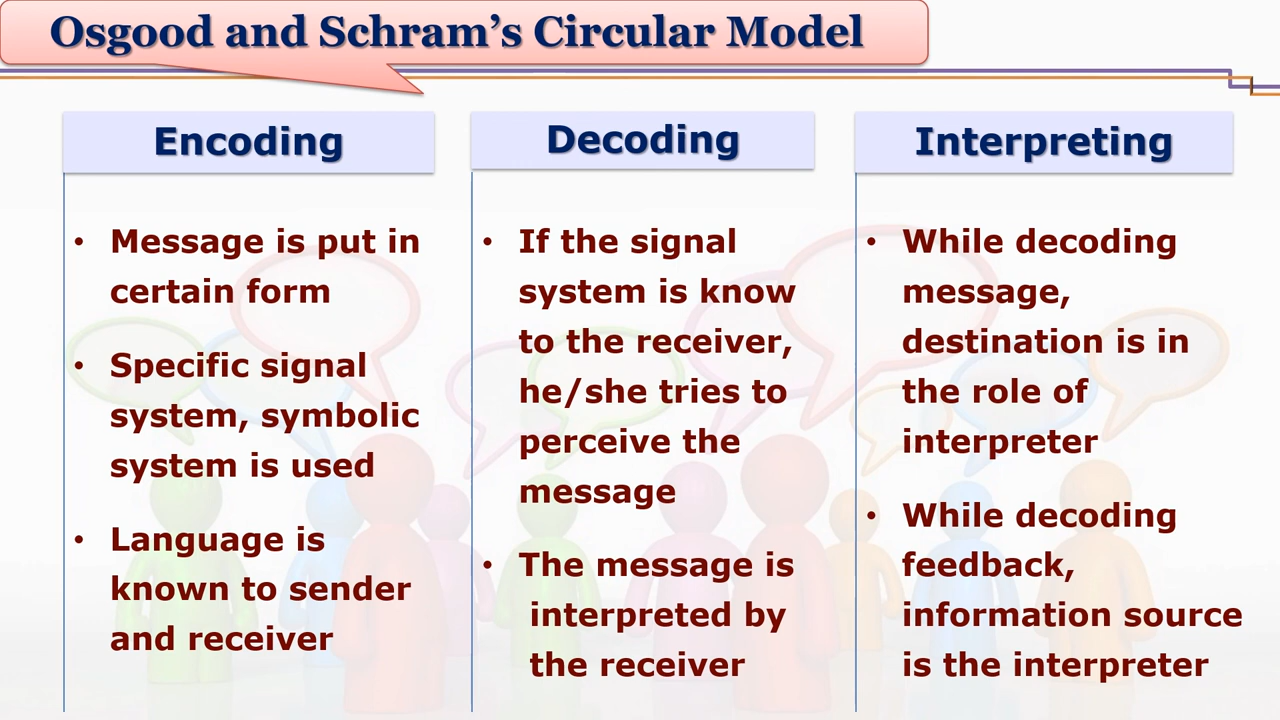 Osgood and Schram’s Circular Model
Encoding
• Message is put in
certain form
• Specific signal
system, symbolic
system is used
• Language is
known to sender
and receiver
Decoding
• If the signal
system is know
to the receiver,
he/she tries to
perceive the
message
• The message is
interpreted by
the receiver
Interpreting
• While decoding
message,
destination is in
the role of
interpreter
• While decoding
feedback,
information source
is the interpreter